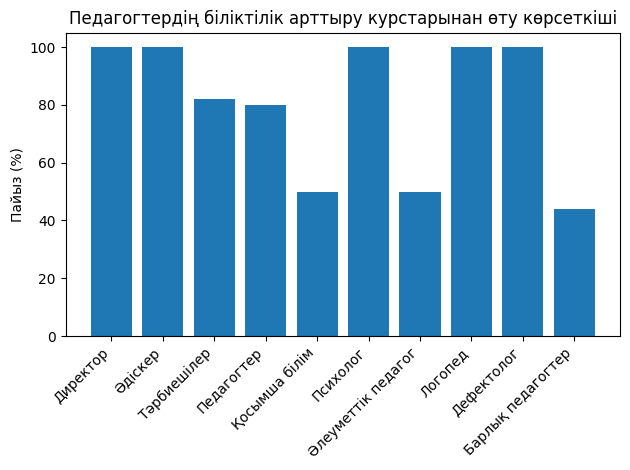 Педагогтердің біліктілік арттыру курстарынан өту көрсеткіші
Пайыз (%)
100
80
60
40
20
0
Директор
Әдіскер
Тәрбиешілер
Педагогтер
Қосымша білім
Психолог
Әлеуметтік педагог
Логопед
Дефектолог
Барлық педагогтер